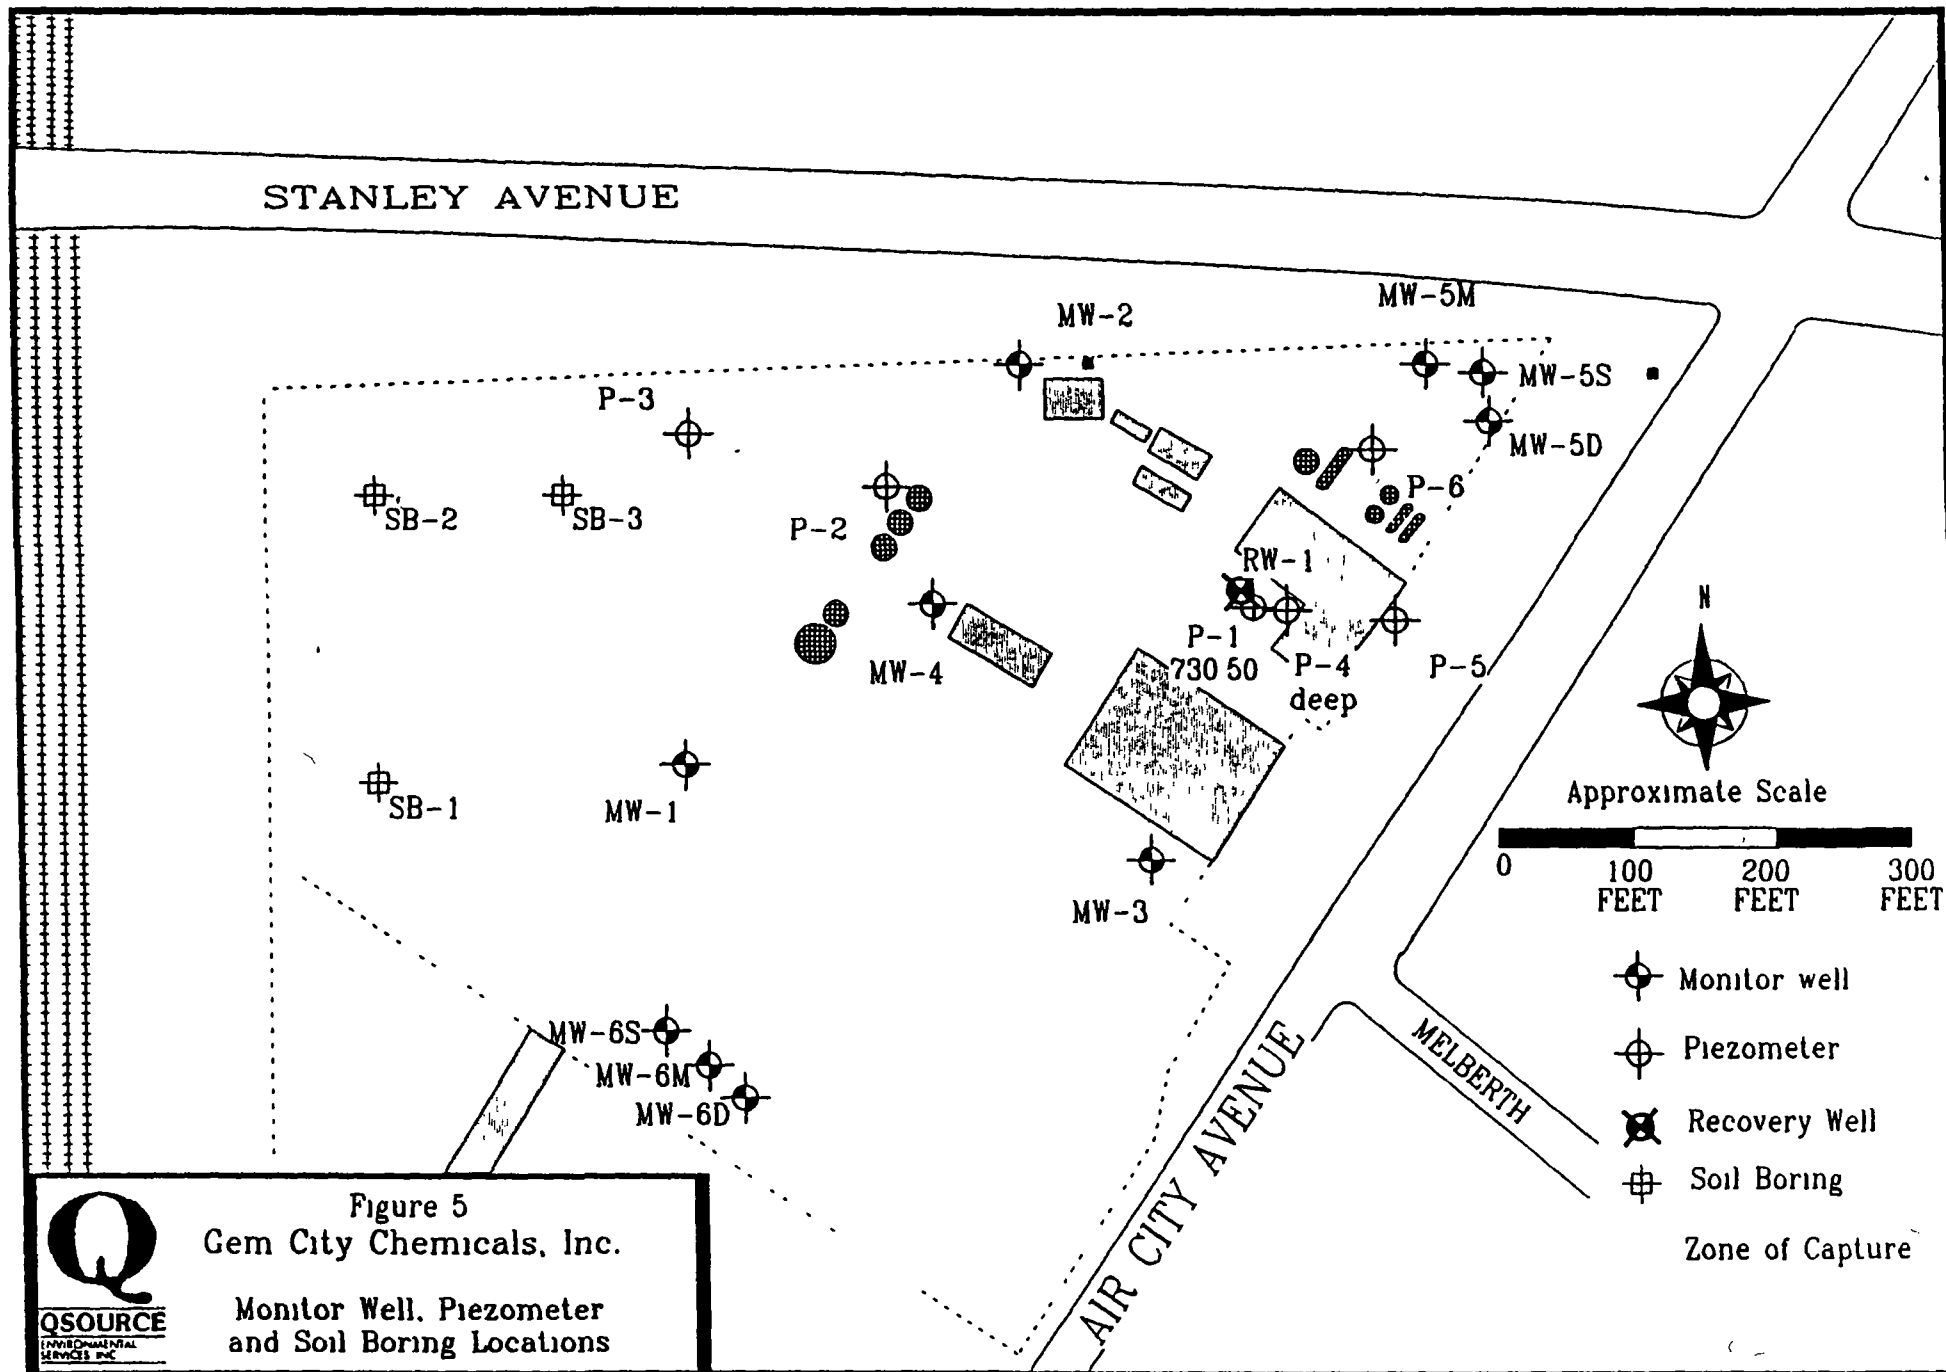 STANLEY AVENUE
MW-5M
MW-2
MW-5S
P-3
MW-5D
P-6
SB-2
SB-3
P-2
RW-1
N
P-1
730 50
P-4
deep
P-5
MW-4
Approximate Scale
SB-1
MW-1
0
100
FEET
200
FEET
300
FEET
MW-3
Monitor well
MW-6S
MELBERTH
Piezometer
MW-6M
MW-6D
Recovery Well
Soil Boring
AIR CITY AVENUE
Zone of Capture
Figure 5
Gem City Chemicals, Inc.
Monitor Well, Piezometer
and Soil Boring Locations
Q
QSOURCE
ENVIRONMENTAL
SERVICES INC